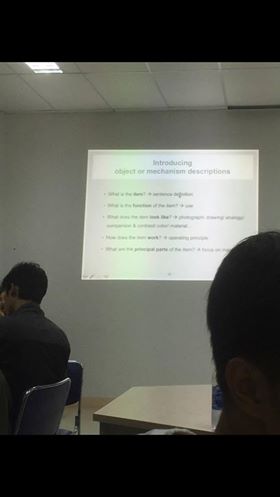 Introducing
object or mechanism descriptions
• What is the item? → sentence definition
• What is the function of the item? → use
• What does the item look like? → photograph/ drawing/ analogy/
comparison & contrast/ color/ material
• How does the item work? → operating principle
• What are the principal parts of the item? → focus on